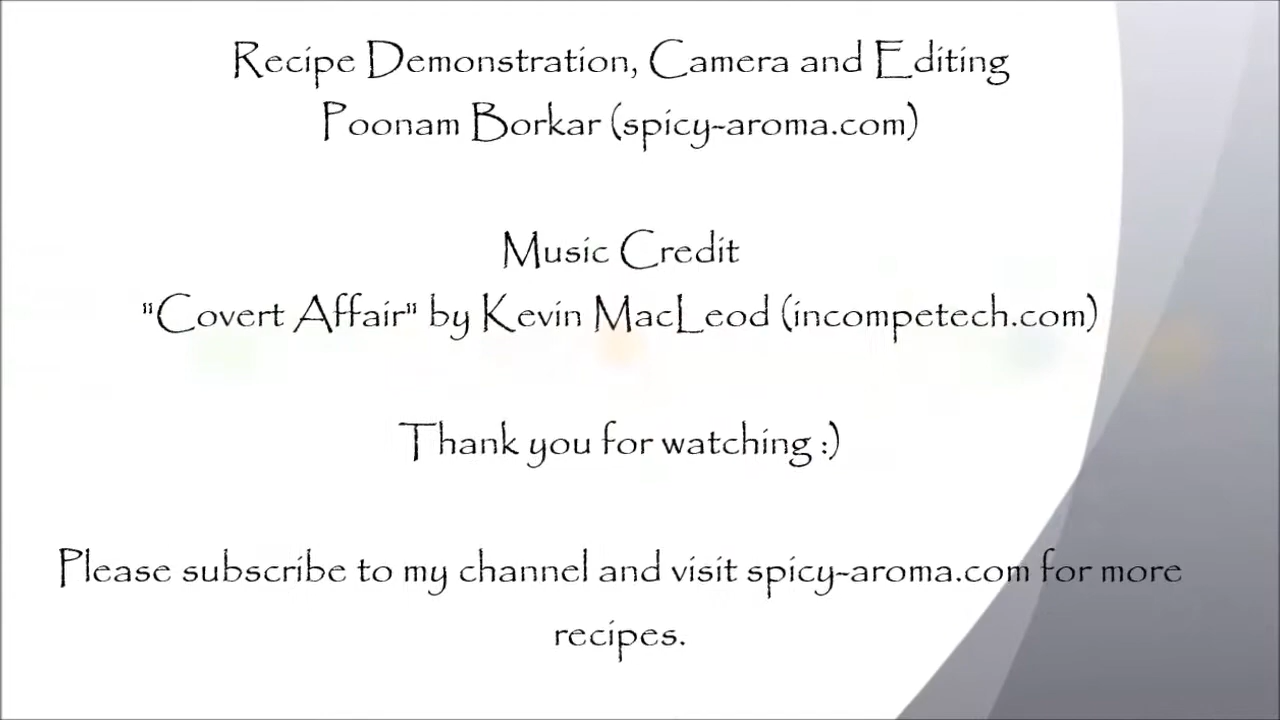 Recipe Demonstration, Camera and Editing
Poonam Borkar (spicy-aroma.com)
Music Credit
"Covert Affair" by Kevin MacLeod (incompetech.com)
Thank you for watching :)
Please subscribe to my channel and visit spicy-aroma.com for more
recipes.